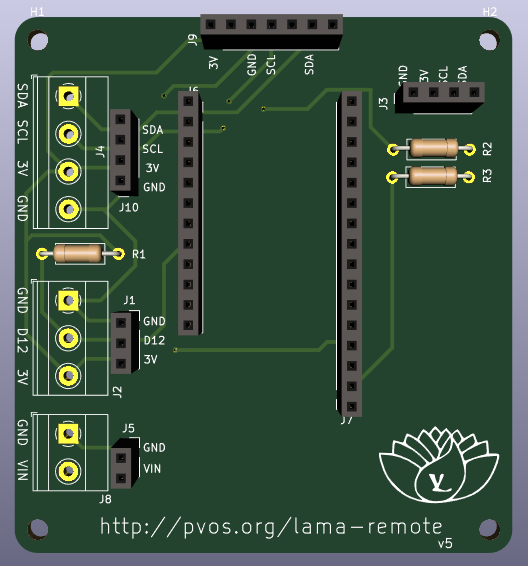 H1
H2
J9
3V
GND
SCL
SDA
J6
GND
3V
SCL
SDA
J3
SDA
SCL
3V
GND
J4
SDA
SCL
3V
GND
J10
R2
R3
R1
GND
D12
3V
J1
GND
D12
3V
J2
GND
VIN
J5
GND
VIN
J8
J7
http://pvos.org/lama-remote
v5